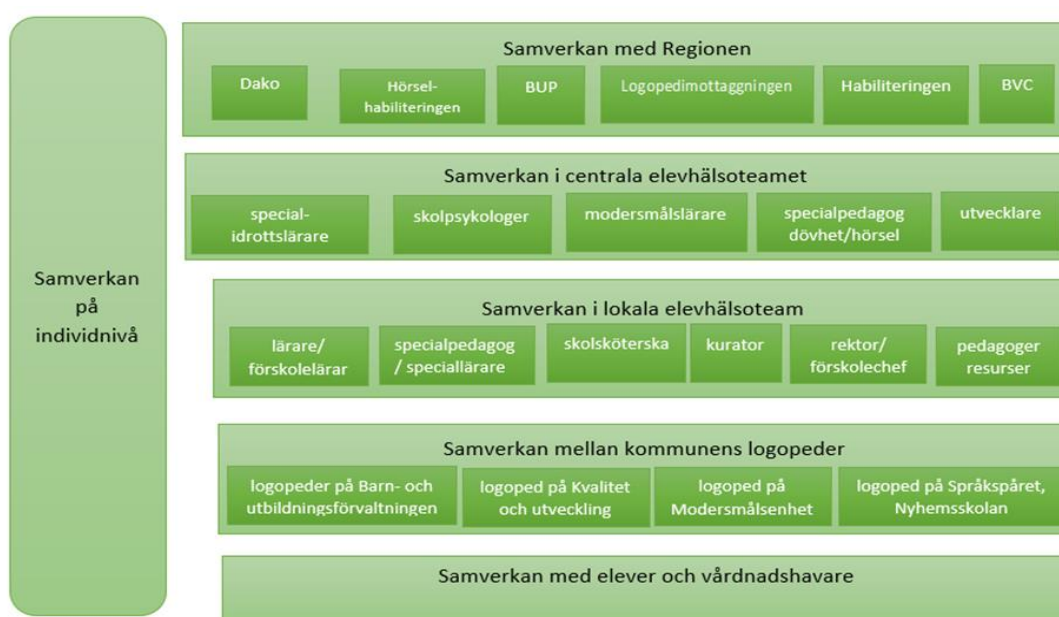 Samverkan
på
individnivå
Samverkan med Regionen
Dako
Hörsel-
habiliteringen
BUP
Logopedimottaggningen
Habiliteringen
BVC
Samverkan i centrala elevhälsoteamet
special-
idrottslärare
skolpsykologer
modersmålslärare
specialpedagog
dövhet/hörsel
utvecklare
Samverkan i lokala elevhälsoteam
lärare/
förskolelärar
specialpedagog
/ speciallärare
skolsköterska
kurator
rektor/
förskolechef
pedagoger
resurser
Samverkan mellan kommunens logopeder
logopeder på Barn- och
utbildningsförvaltningen
logoped på Kvalitet
och utveckling
logoped på
Modersmålsenhet
logoped på Språkspåret,
Nyhemsskolan
Samverkan med elever och vårdnadshavare